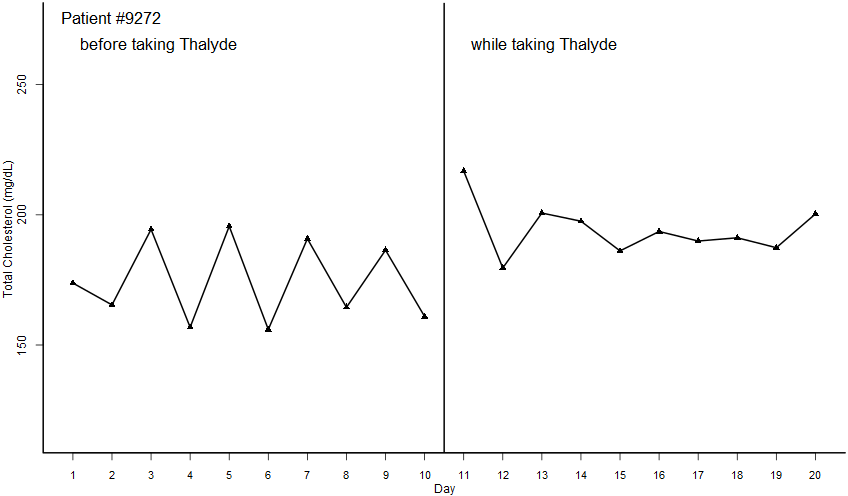 Patient #9272
before taking Thalyde
while taking Thalyde
Total Cholesterol (mg/dL)
250
200
150
1 2 3 4 5 6 7 8 9 10 11 12 13 14 15 16 17 18 19 20
Day